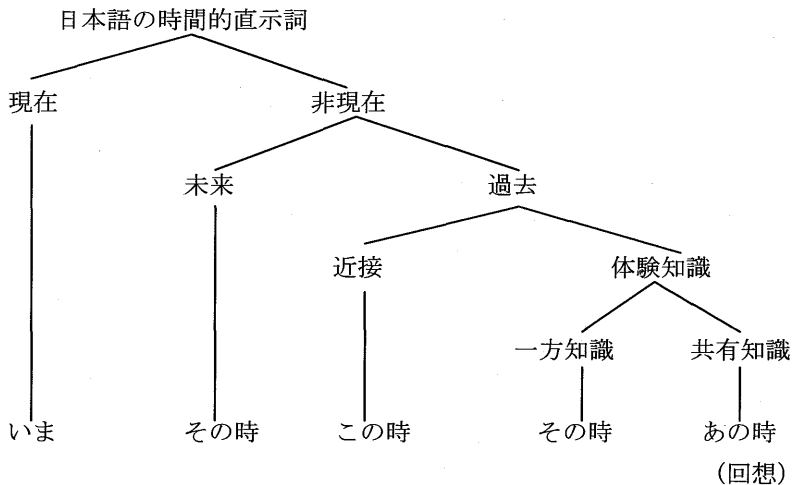 日本語の時間的直示詞
現在 非現在
未来 過去
近接 体験知識
一方知識 共有知識
いま その時 この時 その時 あの時
（回想）